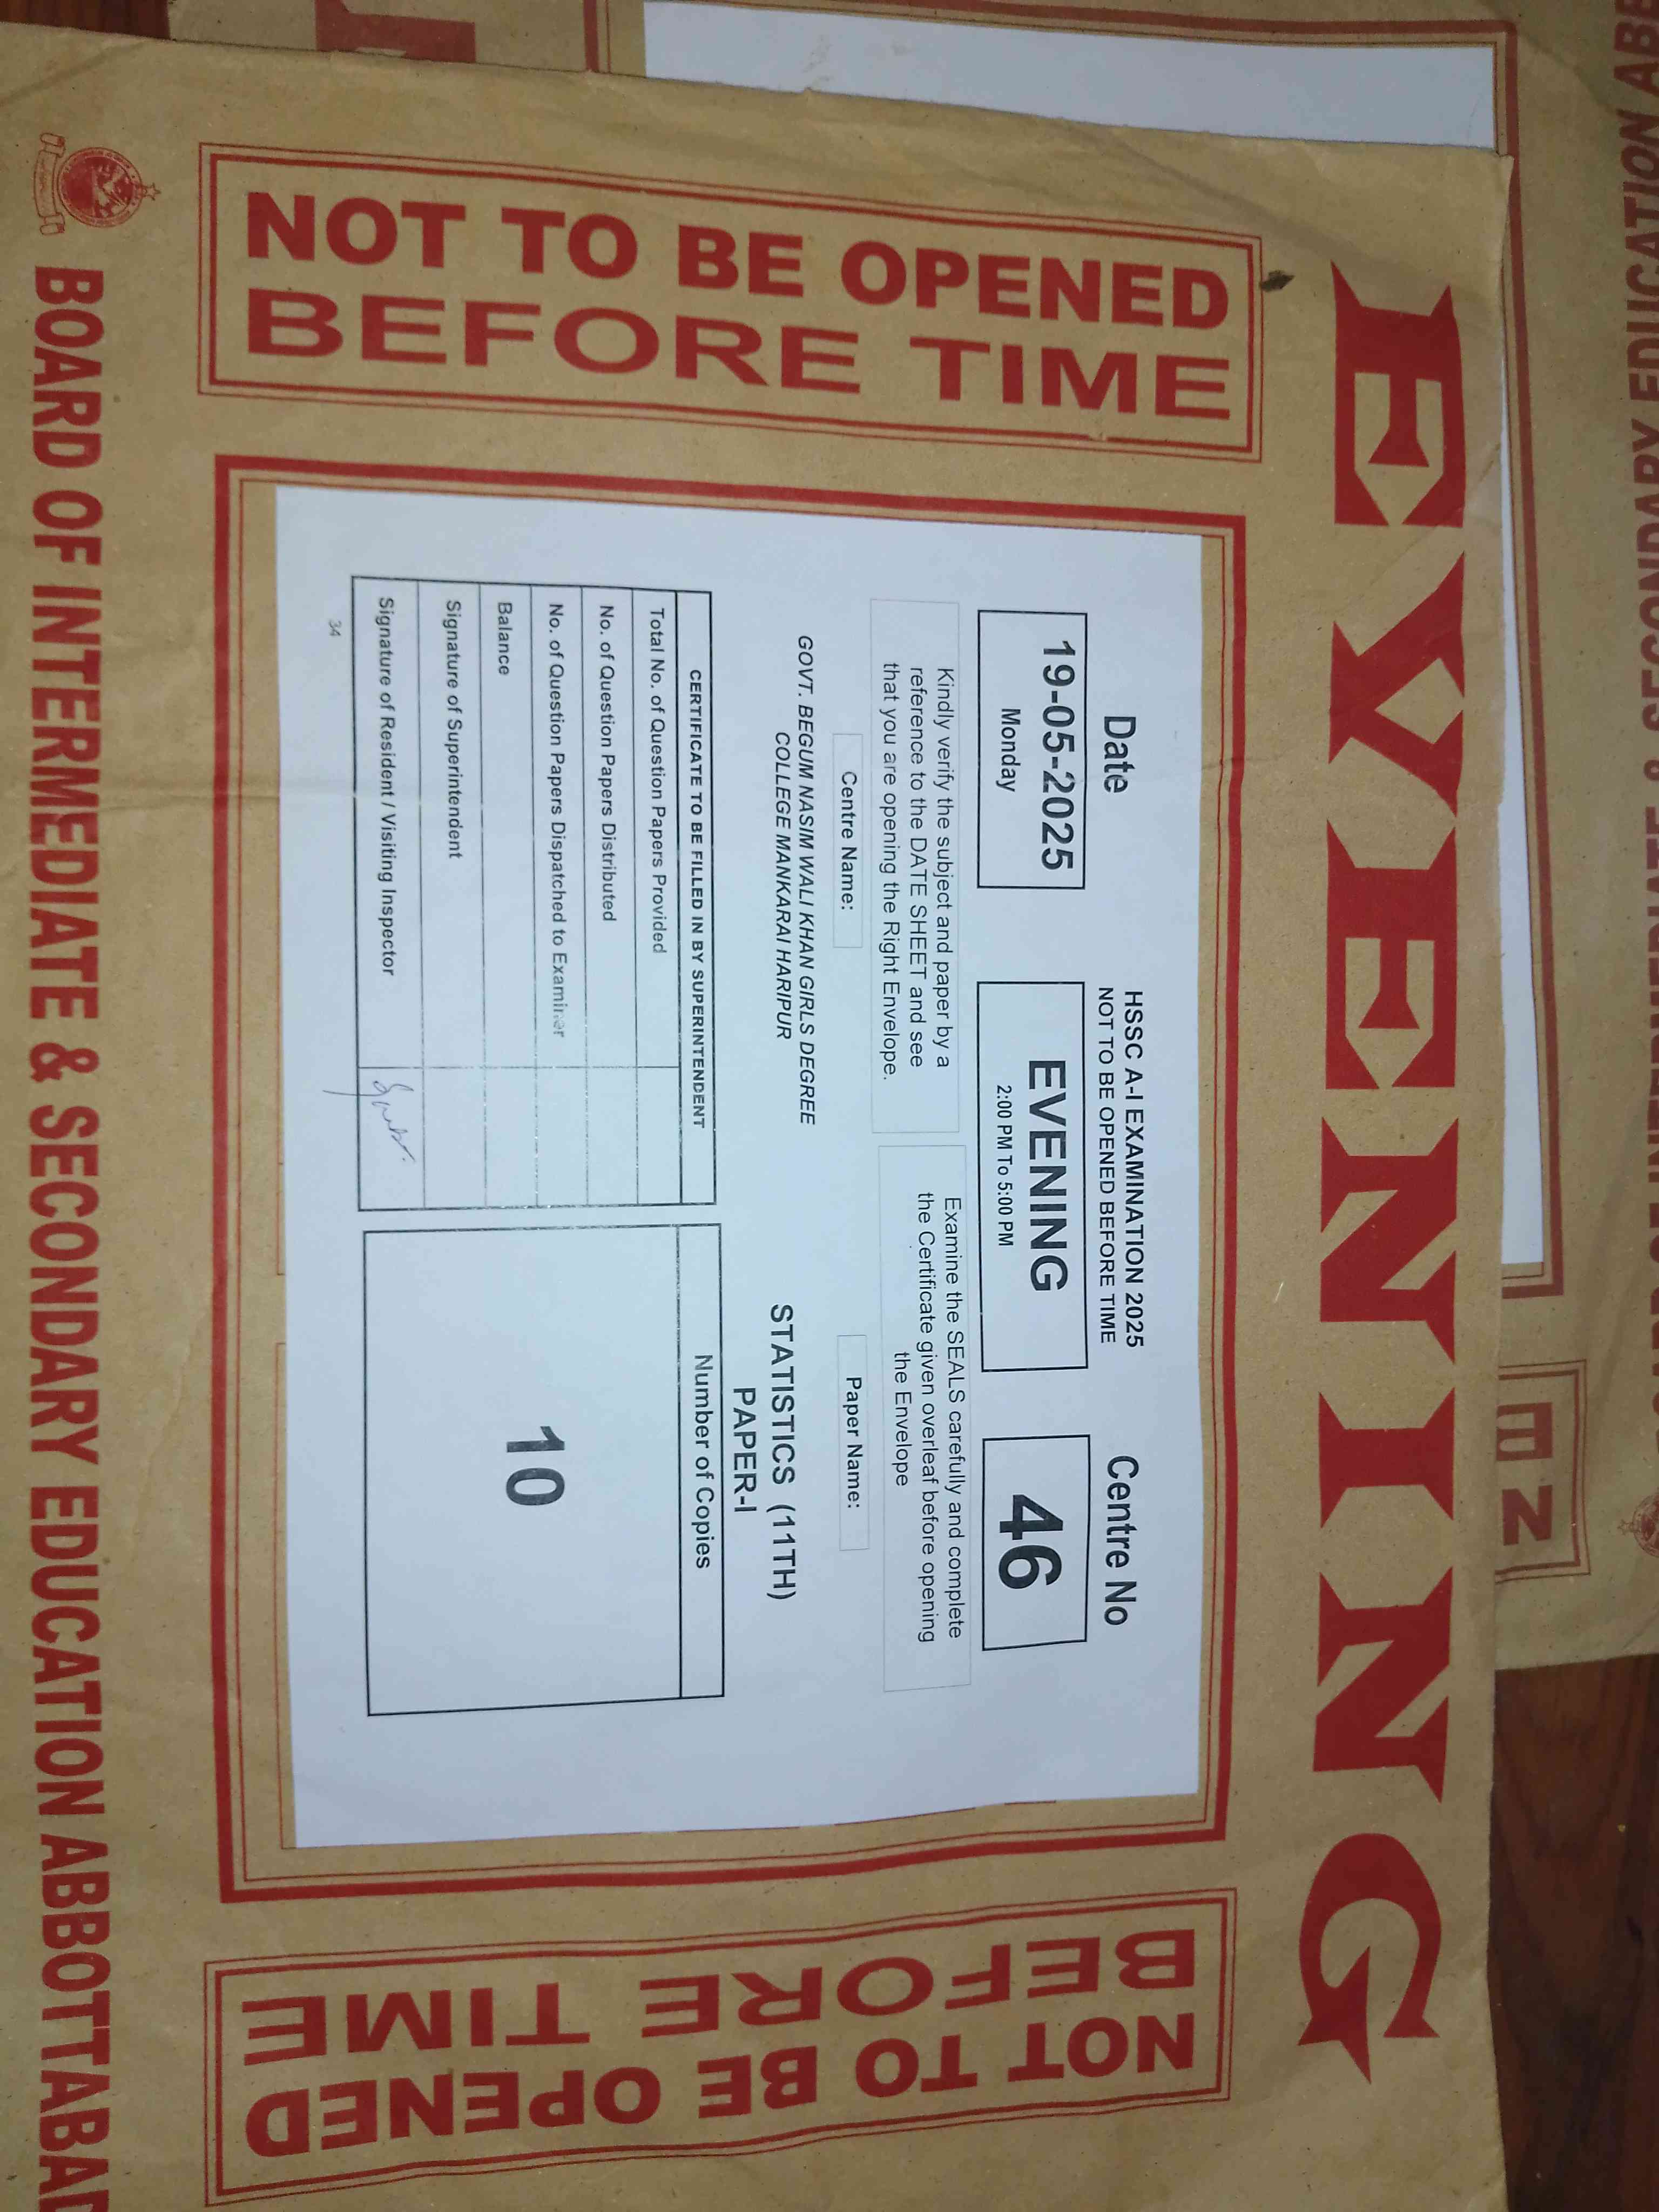 EVENING
NOT TO BE OPENED
BEFORE TIME
Date
19-05-2025
Monday
HSSC A-I EXAMINATION 2025
NOT TO BE OPENED BEFORE TIME
EVENING
2:00 PM To 5:00 PM
Centre No
46
Kindly verify the subject and paper by a
reference to the DATE SHEET and see
that you are opening the Right Envelope.
Examine the SEALS carefully and complete
the Certificate given overleaf before opening
the Envelope
Centre Name:
GOVT. BEGUM NASIM WALI KHAN GIRLS DEGREE
COLLEGE MANKARAI HARIPUR
Paper Name:
STATISTICS (11TH)
PAPER-I
CERTIFICATE TO BE FILLED IN BY SUPERINTENDENT
Total No. of Question Papers Provided
No. of Question Papers Distributed
No. of Question Papers Dispatched to Examiner
Balance
Signature of Superintendent
Signature of Resident / Visiting Inspector
34
Number of Copies
10
NOT TO BE OPENED
BEFORE TIME
BOARD OF INTERMEDIATE & SECONDARY EDUCATION ABBOTTABAD